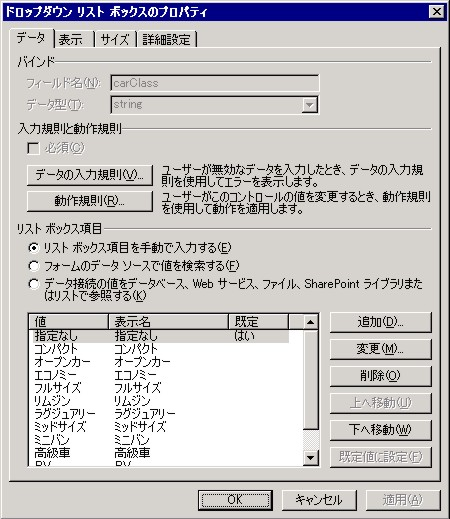 ドロップダウン リスト ボックスのプロパティ
データ 表示 サイズ 詳細設定
バインド
フィールド名(N): carClass
データ型(T): string
入力規則と動作規則
必須(C)
データの入力規則(V)... ユーザーが無効なデータを入力したとき、データの入力規
則を使用してエラーを表示します。
動作規則(R)... ユーザーがこのコントロールの値を変更するとき、動作規則
を使用して動作を適用します。
リスト ボックス項目
リスト ボックス項目を手動で入力する(E)
フォームのデータ ソースで値を検索する(F)
データ接続の値をデータベース、Web サービス、ファイル、SharePoint ライブラリまた
はリストで参照する(K)
値 表示名 既定
指定なし 指定なし はい
コンパクト コンパクト
オープンカー オープンカー
エコノミー エコノミー
フルサイズ フルサイズ
リムジン リムジン
ラグジュアリー ラグジュアリー
ミッドサイズ ミッドサイズ
ミニバン ミニバン
高級車 高級車
RV RV
追加(D)...
変更(M)...
削除(O)
上へ移動(U)
下へ移動(W)
既定値に設定(F)
OK キャンセル 適用(A)